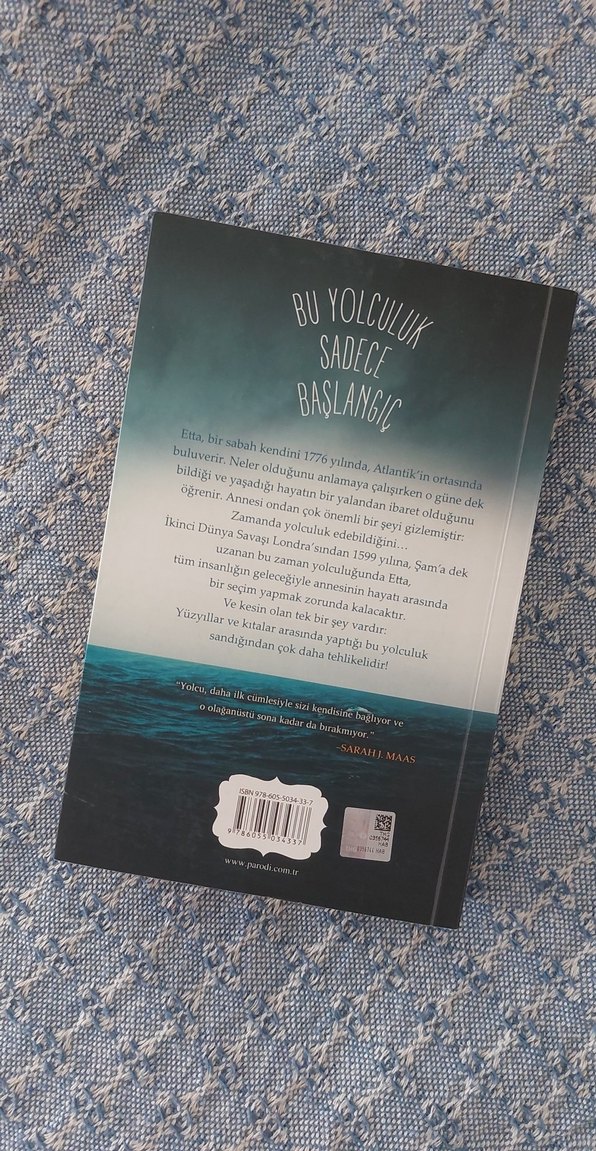 BU YOLCULUK
SADECE
BAŞLANGIÇ
Etta, bir sabah kendini 1776 yılında, Atlantik'in ortasında
buluverir. Neler olduğunu anlamaya çalışırken o güne dek
bildiği ve yaşadığı hayatın bir yalandan ibaret olduğunu
öğrenir. Annesi ondan çok önemli bir şeyi gizlemiştir:
Zamanda yolculuk edebildiğini…
İkinci Dünya Savaşı Londra'sından 1599 yılına, Şam'a dek
uzanan bu zaman yolculuğunda Etta,
tüm insanlığın geleceğiyle annesinin hayatı arasında
bir seçim yapmak zorunda kalacaktır.
Ve kesin olan tek bir şey vardır:
Yüzyıllar ve kıtalar arasında yaptığı bu yolculuk
sandığından çok daha tehlikelidir!
"Yolcu, daha ilk cümlesiyle sizi kendisine bağlıyor ve
o olağanüstü sona kadar da bırakmıyor."
–SARAH J. MAAS
ISBN 978-605-5034-33-7
9 786055 034337
www.parodi.com.tr
HAB